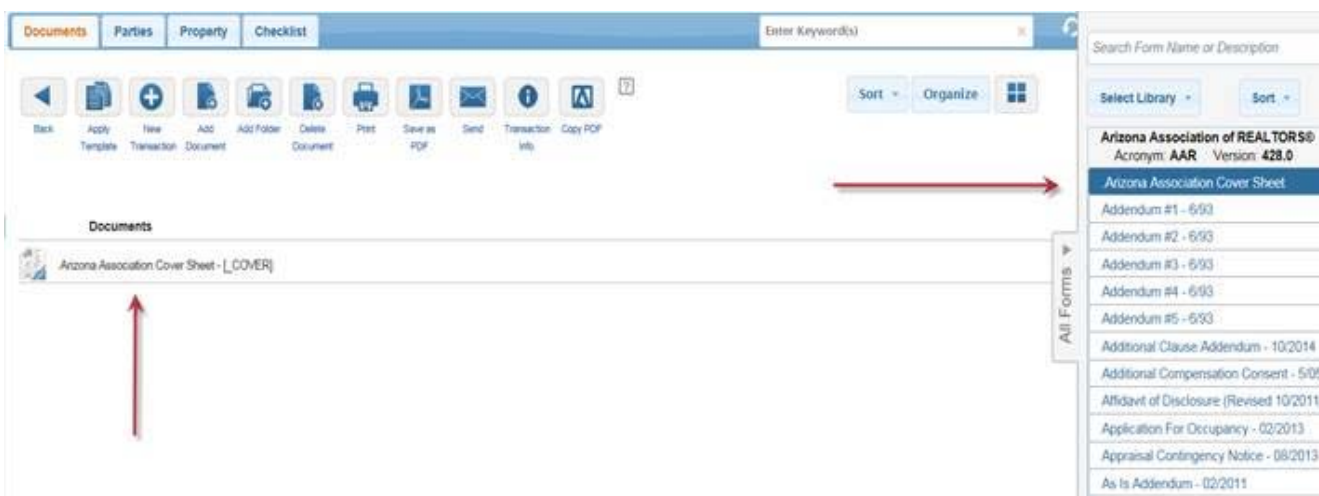 Documents Parties Property Checklist
Enter Keyword(s)
Back
Apply Template
New Transaction
Add Document
Add Folder
Delete Document
Print
Save as PDF
Send
Transaction Info
Copy PDF
?
Sort Organize
Documents
Arizona Association Cover Sheet - [_COVER]
All Forms
Search Form Name or Description
Select Library Sort
Arizona Association of REALTORS®
Acronym: AAR Version: 428.0
Arizona Association Cover Sheet
Addendum #1 - 6/93
Addendum #2 - 6/93
Addendum #3 - 6/93
Addendum #4 - 6/93
Addendum #5 - 6/93
Additional Clause Addendum - 10/2014
Additional Compensation Consent - 5/05
Affidavit of Disclosure (Revised 10/2011
Application For Occupancy - 02/2013
Appraisal Contingency Notice - 08/2013
As Is Addendum - 02/2011